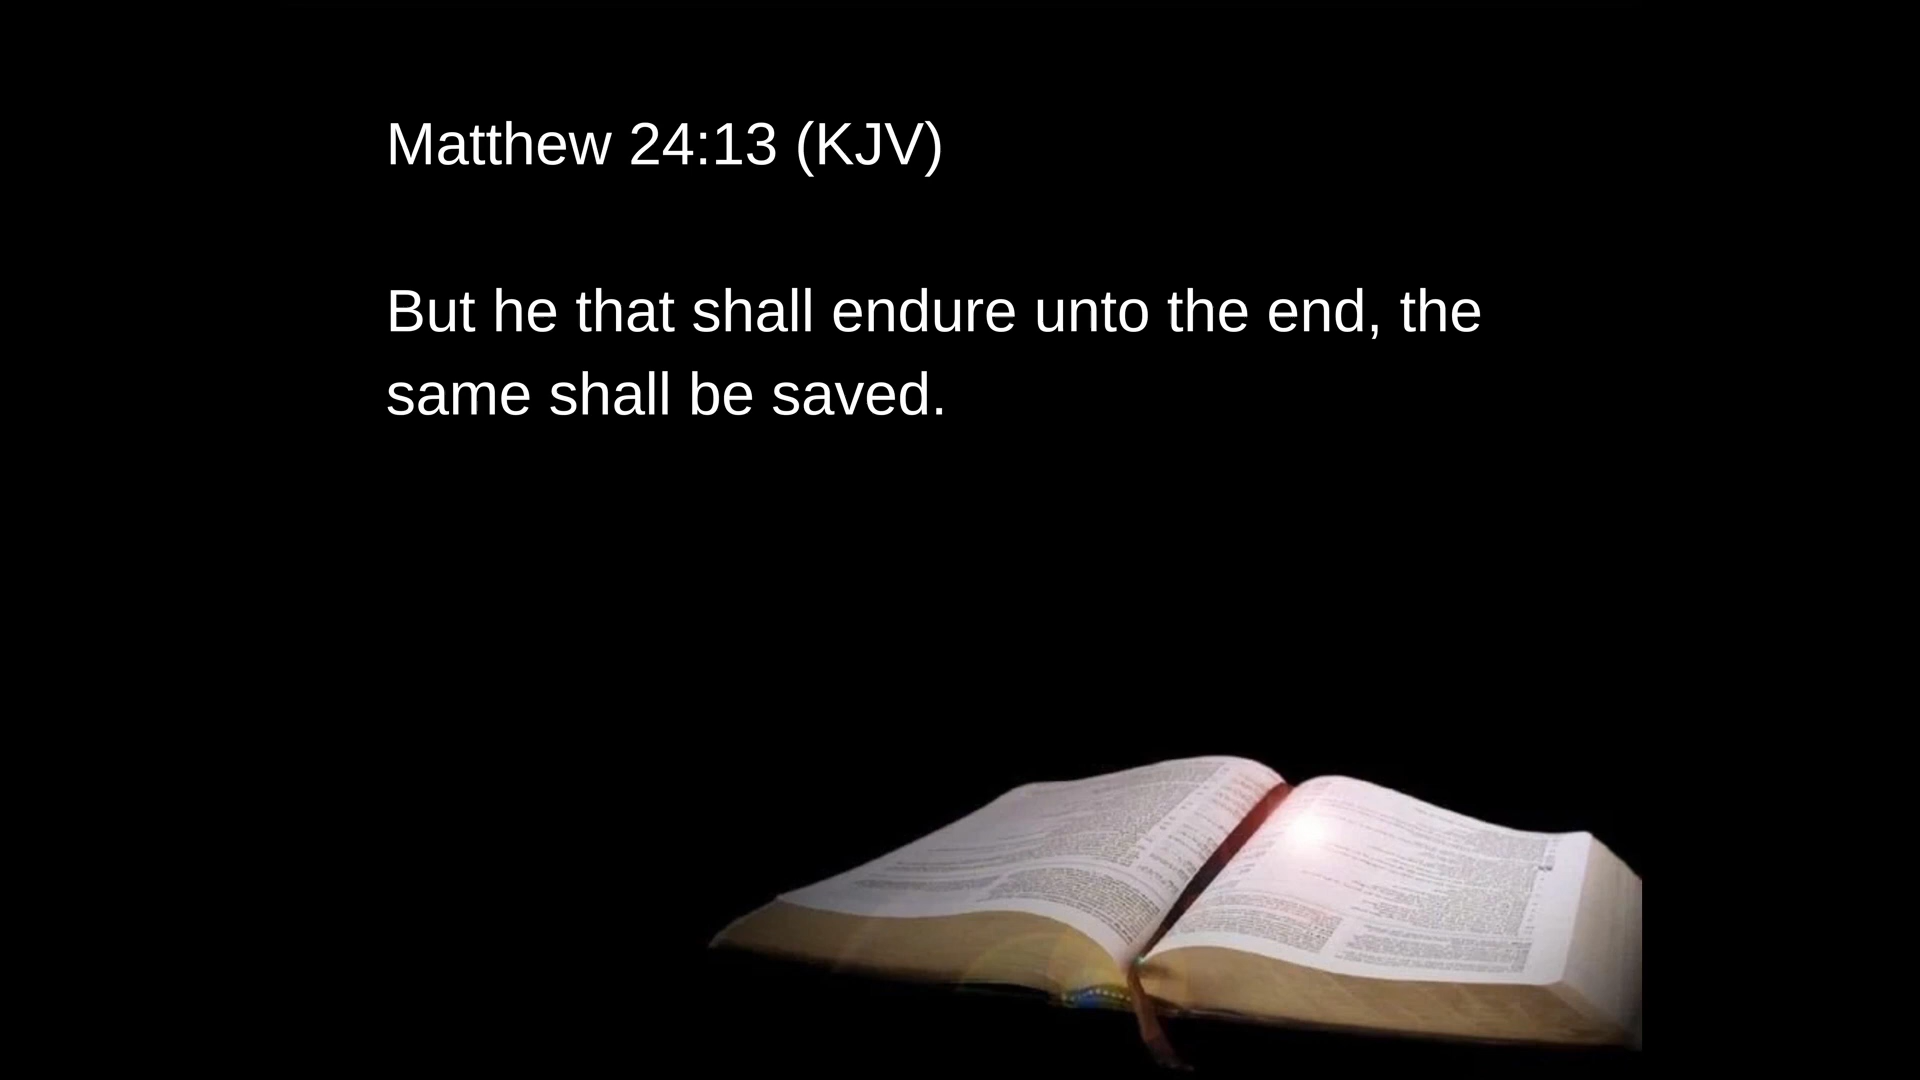 Matthew 24:13 (KJV)
But he that shall endure unto the end, the
same shall be saved.